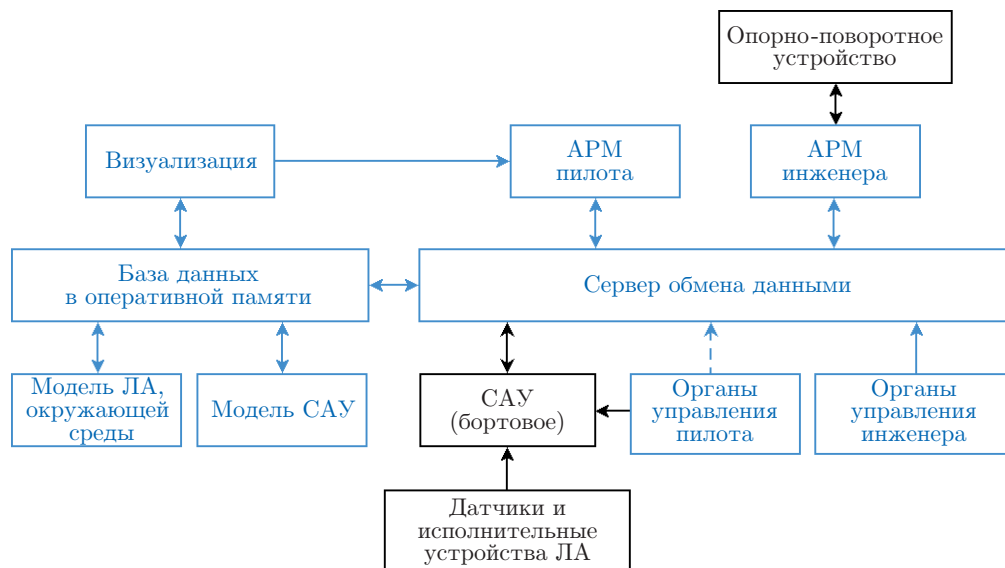 Опорно-поворотное
устройство
Визуализация
АРМ
пилота
АРМ
инженера
База данных
в оперативной памяти
Сервер обмена данными
Модель ЛА,
окружающей
среды
Модель САУ
САУ
(бортовое)
Органы
управления
пилота
Органы
управления
инженера
Датчики и
исполнительные
устройства ЛА